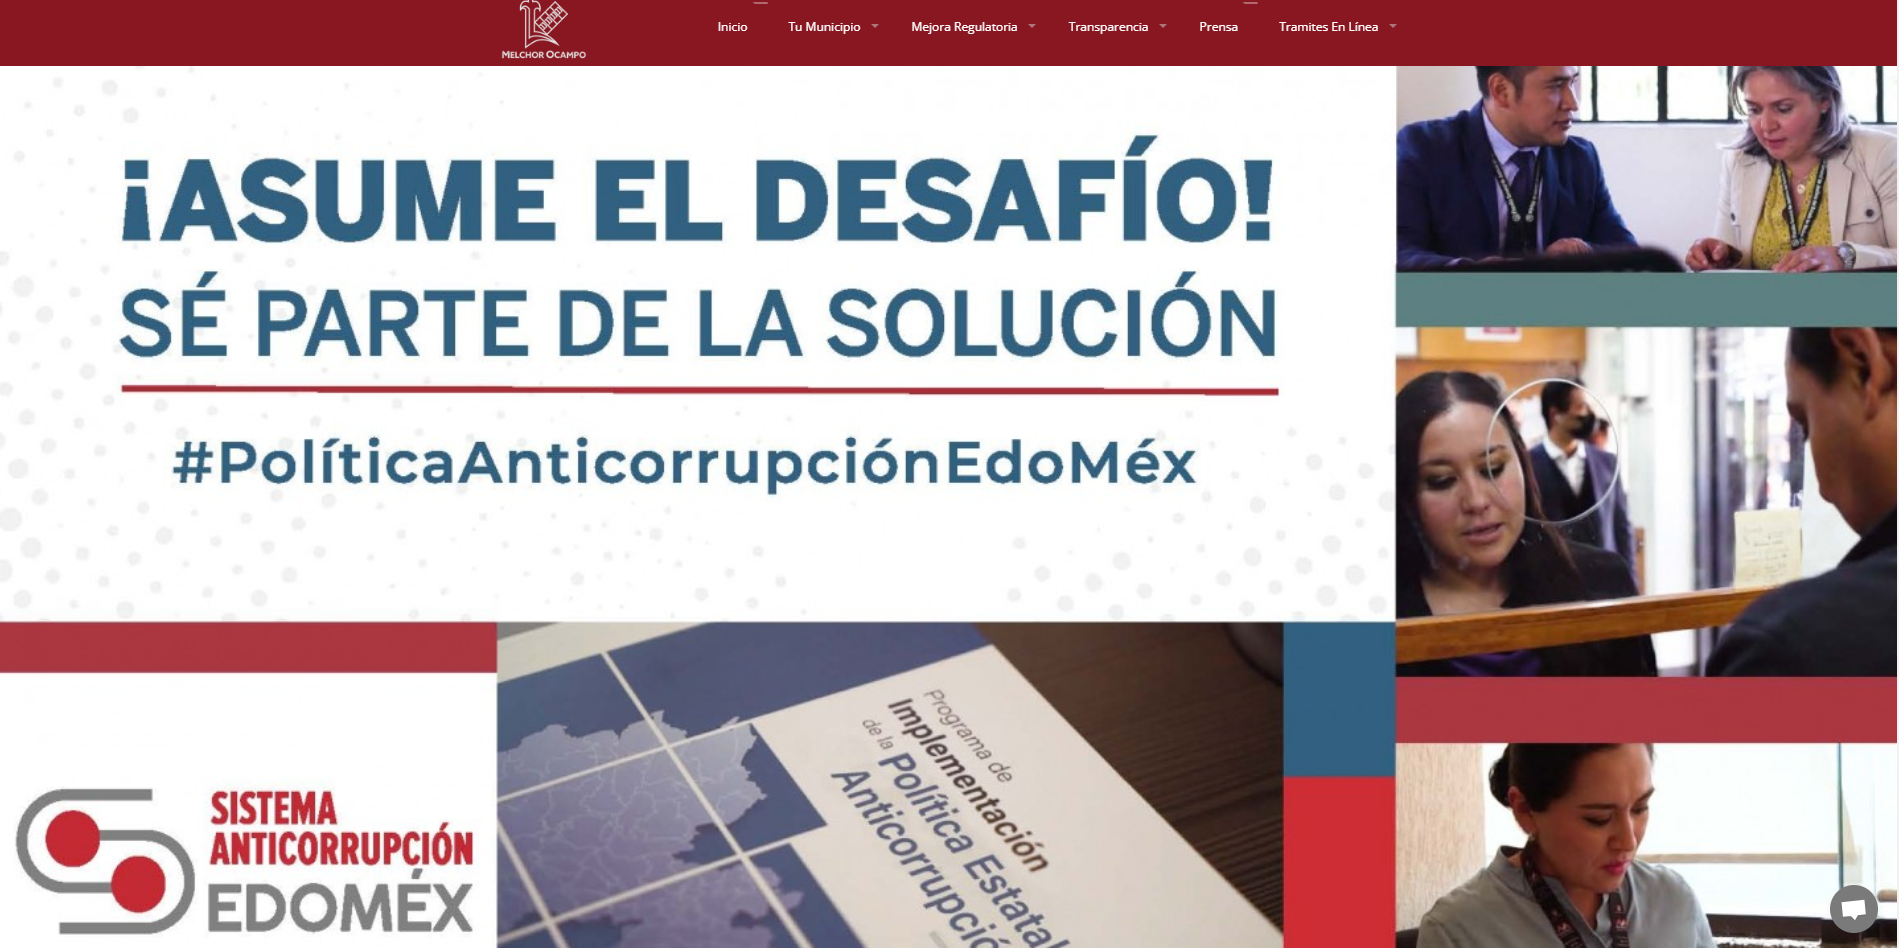 MELCHOR OCAMPO
Inicio
Tu Municipio
Mejora Regulatoria
Transparencia
Prensa
Tramites En Línea
¡ASUME EL DESAFÍO!
SÉ PARTE DE LA SOLUCIÓN
#PolíticaAnticorrupciónEdoMéx
SISTEMA
ANTICORRUPCIÓN
EDOMÉX
Programa de
Implementación
de la Política Estatal